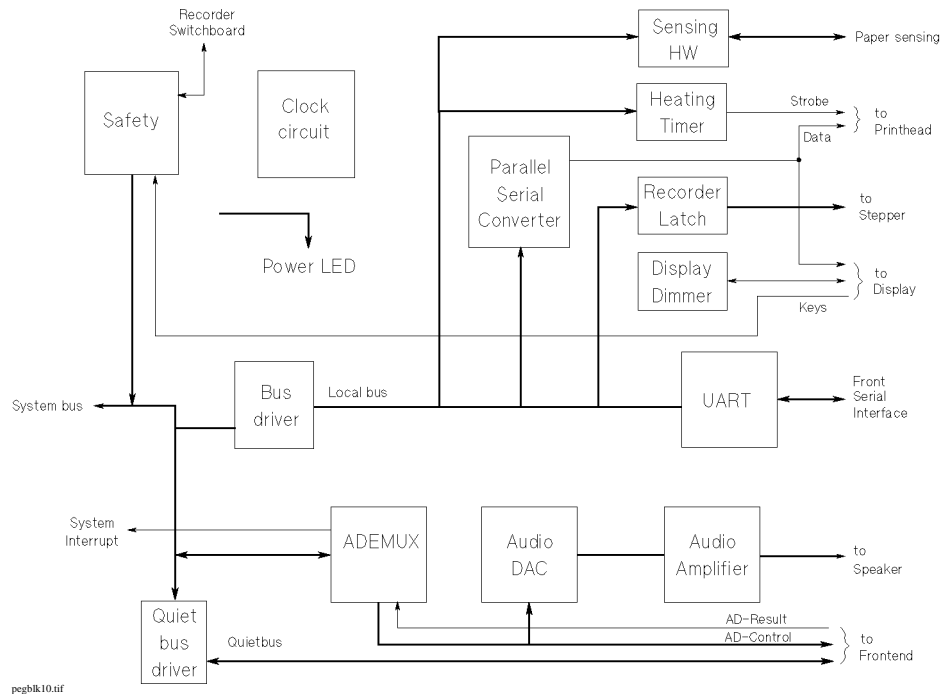 Recorder
Switchboard
Sensing
HW
Paper sensing
Safety
Clock
circuit
Heating
Timer
Strobe
to
Printhead
Data
Parallel
Serial
Converter
Recorder
Latch
to
Stepper
Power LED
Display
Dimmer
to
Display
Keys
System bus
Bus
driver
Local bus
UART
Front
Serial
Interface
System
Interrupt
ADEMUX
Audio
DAC
Audio
Amplifier
to
Speaker
AD-Result
AD-Control
to
Frontend
Quiet
bus
driver
Quietbus
pegblk10.tif